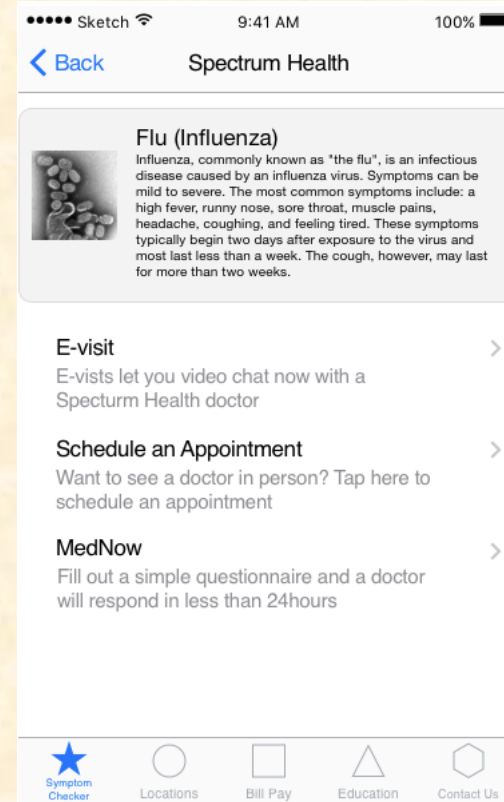 Sketch 9:41 AM 100%
Back Spectrum Health
Flu (Influenza)
Influenza, commonly known as "the flu", is an infectious
disease caused by an influenza virus. Symptoms can be
mild to severe. The most common symptoms include: a
high fever, runny nose, sore throat, muscle pains,
headache, coughing, and feeling tired. These symptoms
typically begin two days after exposure to the virus and
most last less than a week. The cough, however, may last
for more than two weeks.
E-visit
E-vists let you video chat now with a
Specturm Health doctor
Schedule an Appointment
Want to see a doctor in person? Tap here to
schedule an appointment
MedNow
Fill out a simple questionnaire and a doctor
will respond in less than 24hours
Symptom
Checker Locations Bill Pay Education Contact Us